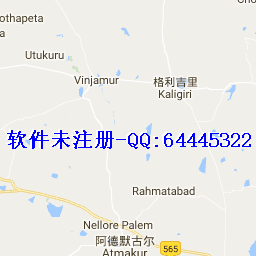 othapeta
Utukuru
Vinjamur
格利吉里
Kaligiri
软件未注册-QQ:64445322
Rahmatabad
Nellore Palem
阿德默古尔
Atmakur
565